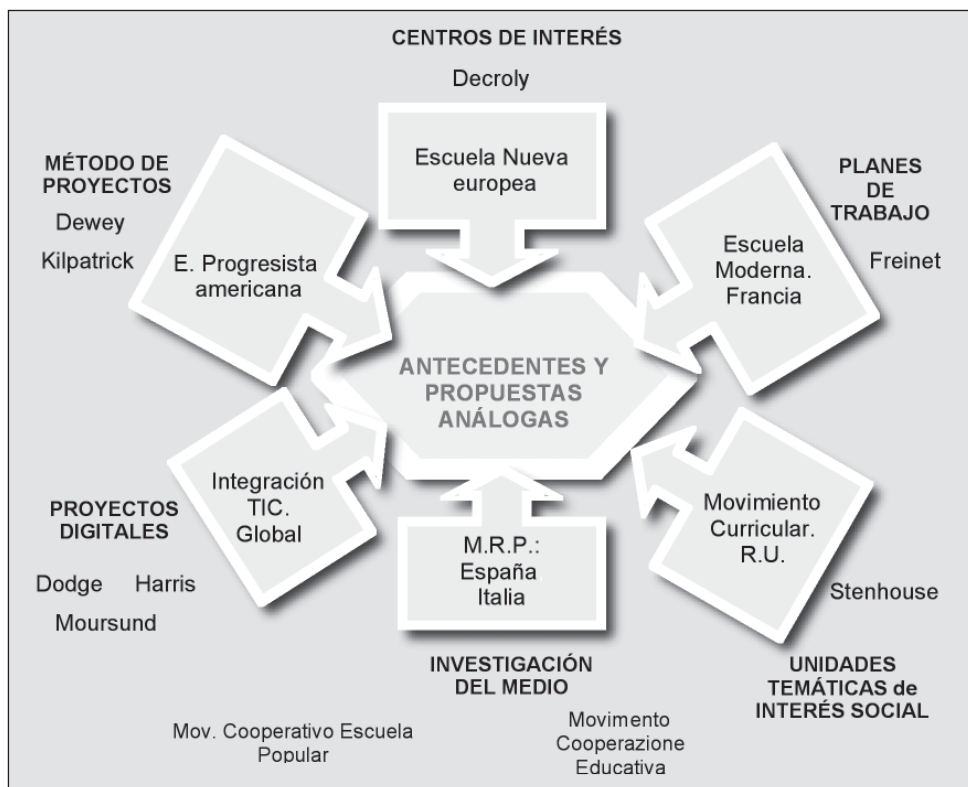 CENTROS DE INTERÉS
Decroly
Escuela Nueva
europea
MÉTODO DE
PROYECTOS
Dewey
Kilpatrick
E. Progresista
americana
PLANES
DE
TRABAJO
Freinet
Escuela
Moderna.
Francia
ANTECEDENTES Y
PROPUESTAS
ANÁLOGAS
Integración
TIC.
Global
PROYECTOS
DIGITALES
Dodge Harris
Moursund
M.R.P.:
España
Italia
INVESTIGACIÓN
DEL MEDIO
Mov. Cooperativo Escuela
Popular
Movimento
Cooperazione
Educativa
Movimiento
Curricular.
R.U.
Stenhouse
UNIDADES
TEMÁTICAS de
INTERÉS SOCIAL